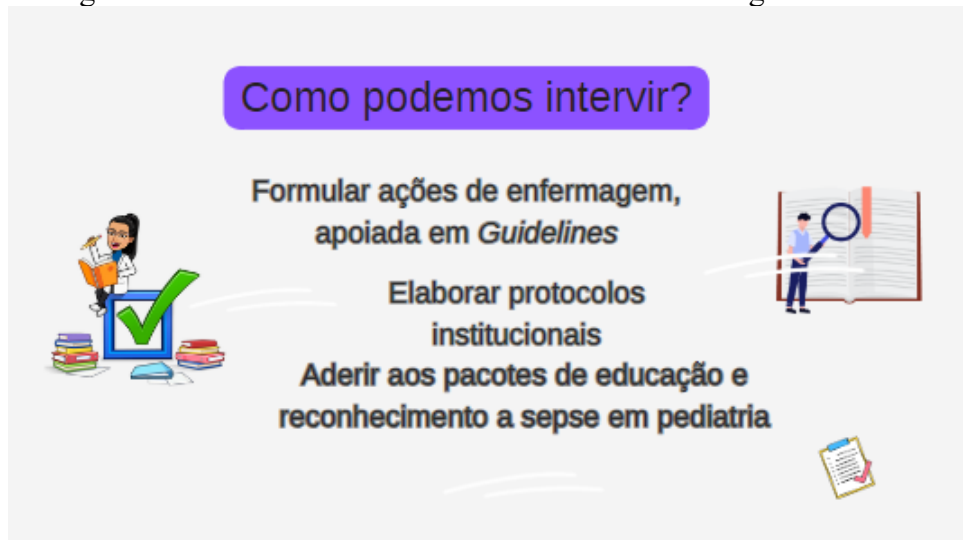 Como podemos intervir?
Formular ações de enfermagem,
apoiada em Guidelines
Elaborar protocolos
institucionais
Aderir aos pacotes de educação e
reconhecimento a sepse em pediatria